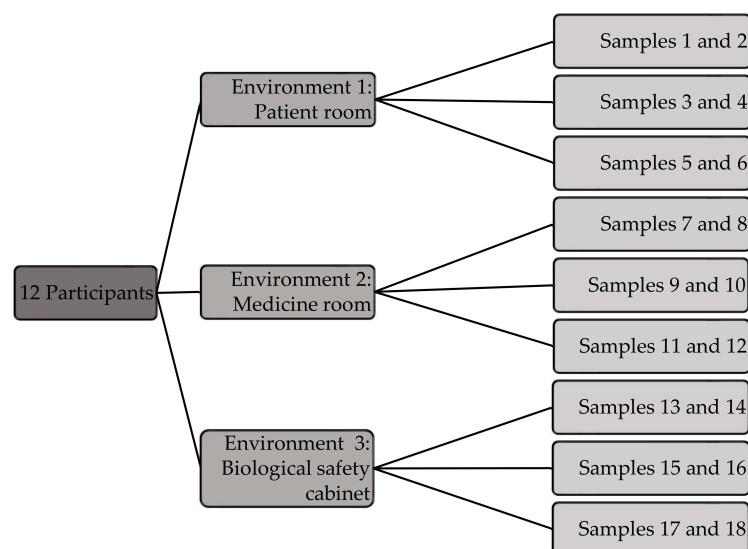 12 Participants
Environment 1:
Patient room
Samples 1 and 2
Samples 3 and 4
Samples 5 and 6
Environment 2:
Medicine room
Samples 7 and 8
Samples 9 and 10
Samples 11 and 12
Environment 3:
Biological safety
cabinet
Samples 13 and 14
Samples 15 and 16
Samples 17 and 18